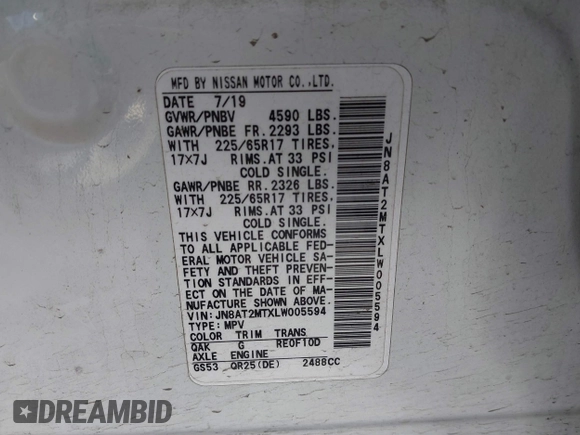 MFD BY NISSAN MOTOR CO.,LTD.
DATE 7/19
GVWR/PNBV 4590 LBS.
GAWR/PNBE FR. 2293 LBS.
WITH 225/65R17 TIRES,
17×7J RIMS.AT 33 PSI
COLD SINGLE.
GAWR/PNBE RR. 2326 LBS.
WITH 225/65R17 TIRES,
17×7J RIMS.AT 33 PSI
COLD SINGLE.
THIS VEHICLE CONFORMS
TO ALL APPLICABLE FED-
ERAL MOTOR VEHICLE SA-
FETY AND THEFT PREVEN-
TION STANDARDS IN EFF-
ECT ON THE DATE OF MA-
NUFACTURE SHOWN ABOVE.
VIN:JN8AT2MTXLW005594
TYPE:MPV
COLOR TRIM TRANS
QAK G RE0F10D
AXLE ENGINE
GS53 QR25(DE) 2488CC
JN8AT2MTXLW005594
DREAMBID